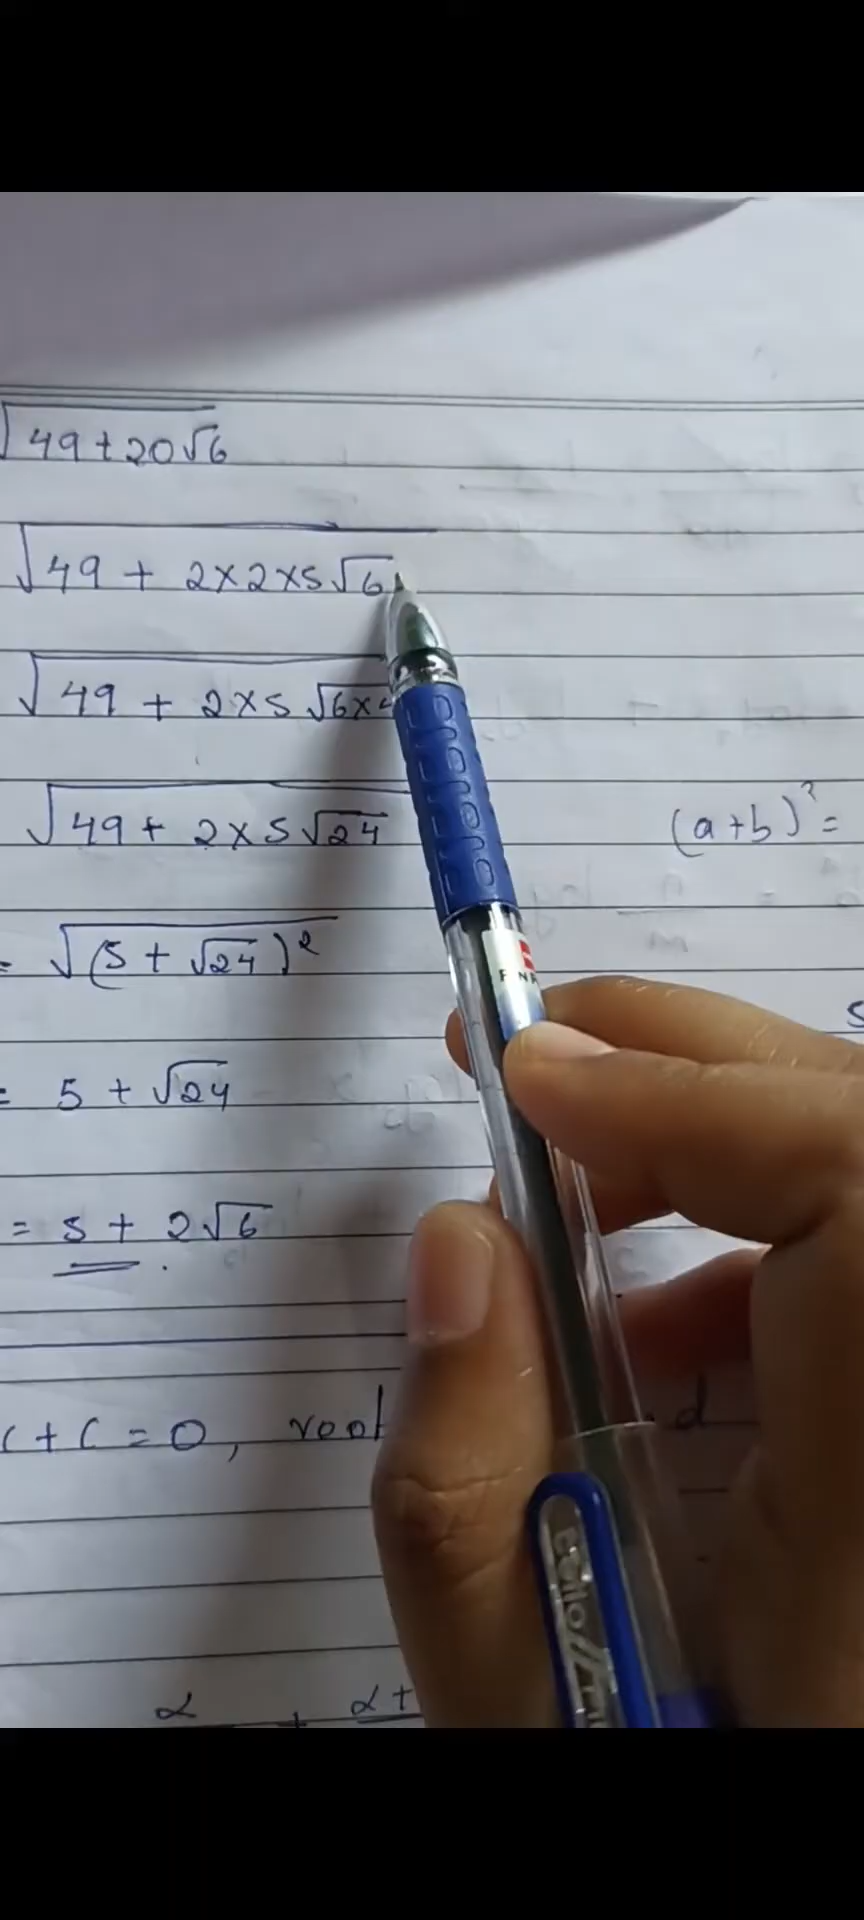 √49+20√6
√49 + 2×2×5√6
√49 + 2×5 √6×4
√49 + 2×5√24
(a+b)² =
= √(5 + √24)²
= 5 + √24
= 5 + 2√6
+ c = 0,
α + α+